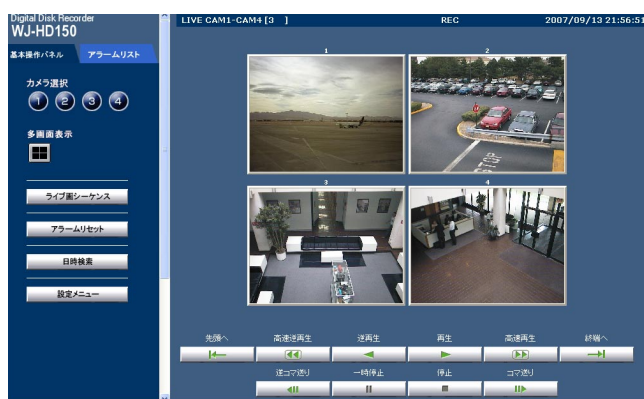 Digital Disk Recorder
WJ-HD150
LIVE CAM1-CAM4 [3 ]
REC
2007/09/13 21:56:51
基本操作パネル
アラームリスト
カメラ選択
1 2 3 4
多画面表示
ライブ画シーケンス
アラームリセット
日時検索
設定メニュー
1
2
STOP
3
4
先頭へ
高速逆再生
逆再生
再生
高速再生
終端へ
逆コマ送り
一時停止
停止
コマ送り